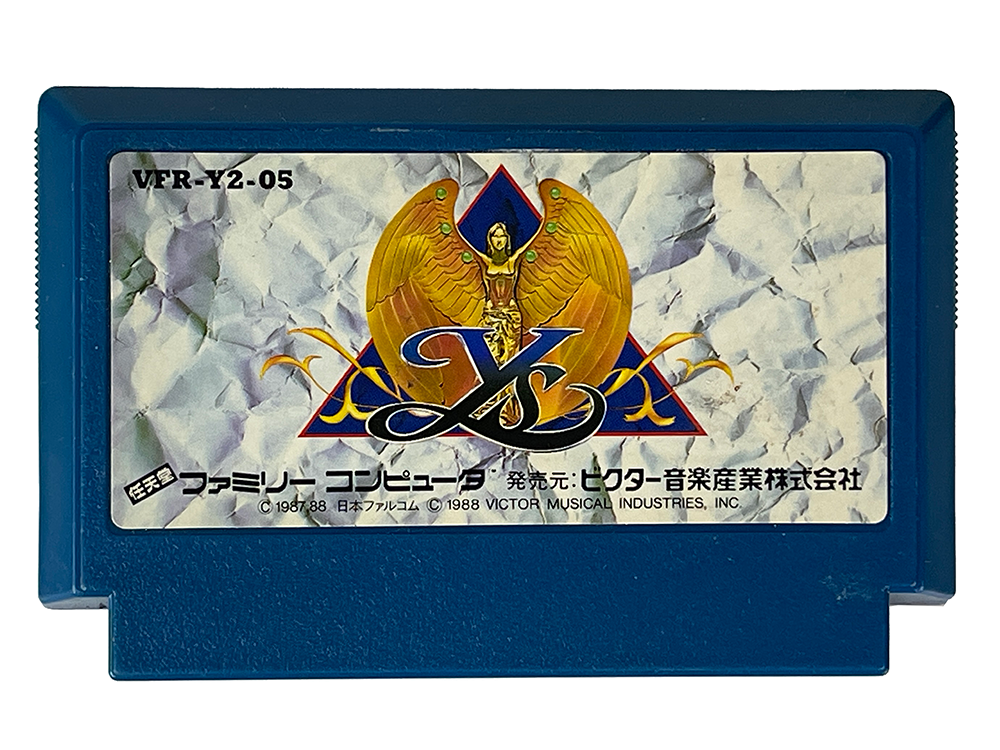 VFR-Y2-05
Ys
任天堂 ファミリー コンピュータ™ 発売元:ビクター音楽産業株式会社
Ⓒ 1987,88 日本ファルコム Ⓒ 1988 VICTOR MUSICAL INDUSTRIES, INC.